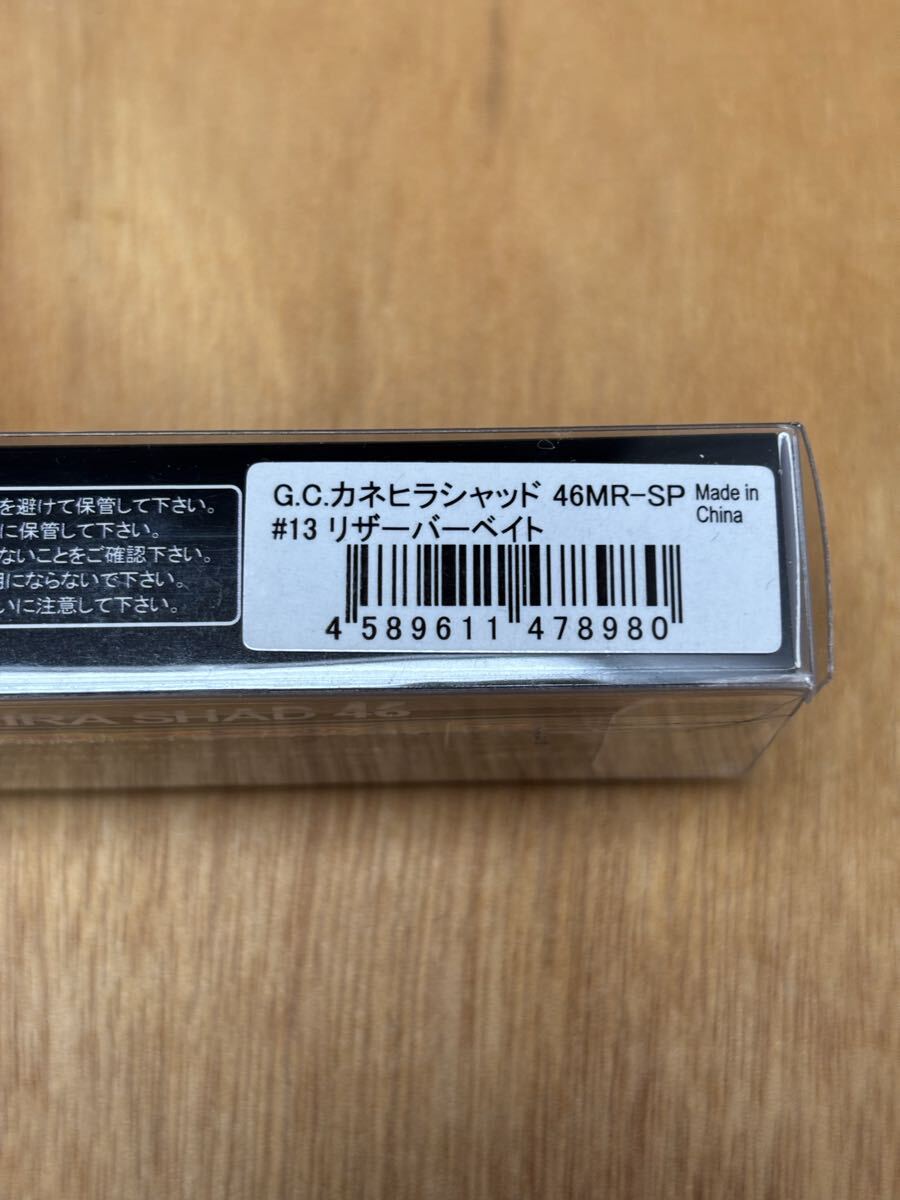 を避けて保管して下さい。
に保管して下さい。
ないことをご確認下さい。
にならないで下さい。
いに注意して下さい。
G.C.カネヒラシャッド 46MR-SP
Made in
China
#13 リザーバーベイト
4 589611 478980
IRA SHAD 46